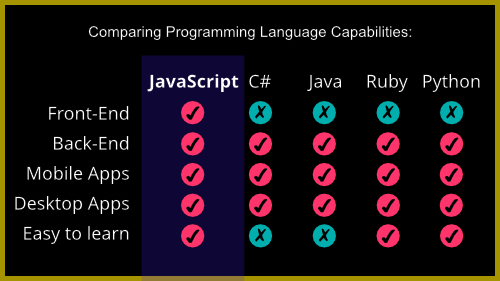 Comparing Programming Language Capabilities:
JavaScript C# Java Ruby Python
Front-End ✓ ✗ ✗ ✗ ✗
Back-End ✓ ✓ ✓ ✓ ✓
Mobile Apps ✓ ✓ ✓ ✓ ✓
Desktop Apps ✓ ✓ ✓ ✓ ✓
Easy to learn ✓ ✗ ✗ ✓ ✓